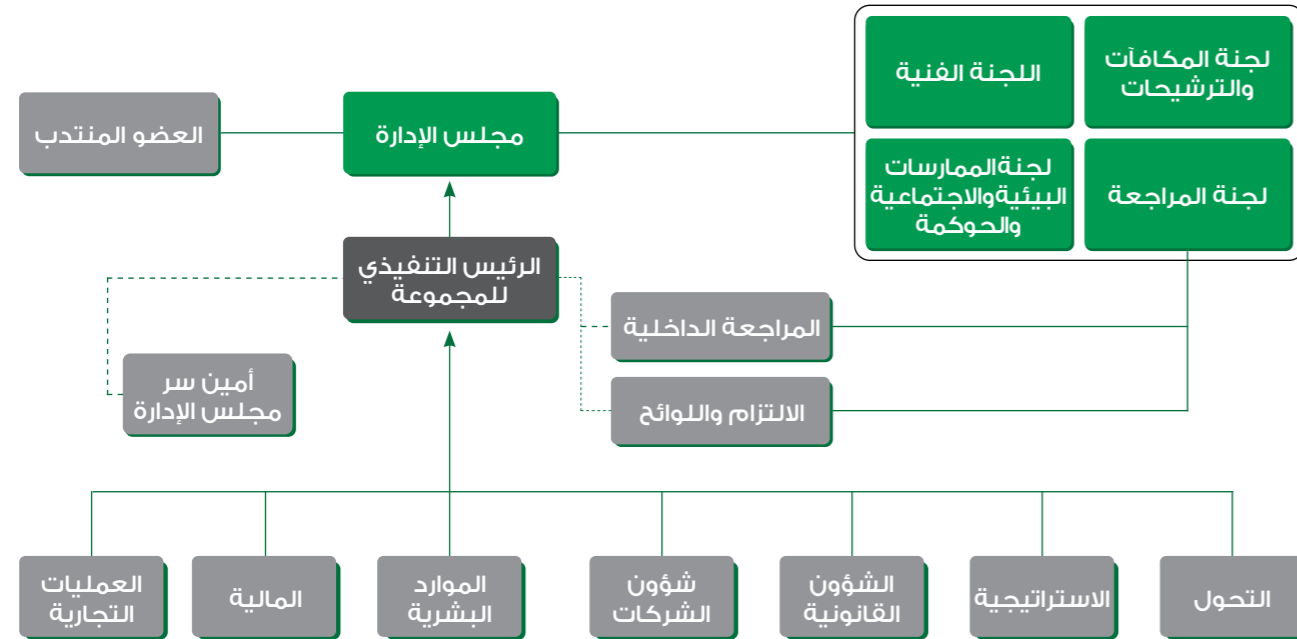 لجنة المكافآت
والترشيحات
اللجنة الفنية
لجنة المراجعة
لجنةالممارسات
البيئيةوالاجتماعية
والحوكمة
مجلس الإدارة
العضو المنتدب
الرئيس التنفيذي
للمجموعة
المراجعة الداخلية
الالتزام واللوائح
أمين سر
مجلس الإدارة
التحول
الاستراتيجية
الشؤون
القانونية
شؤون
الشركات
الموارد
البشرية
المالية
العمليات
التجارية